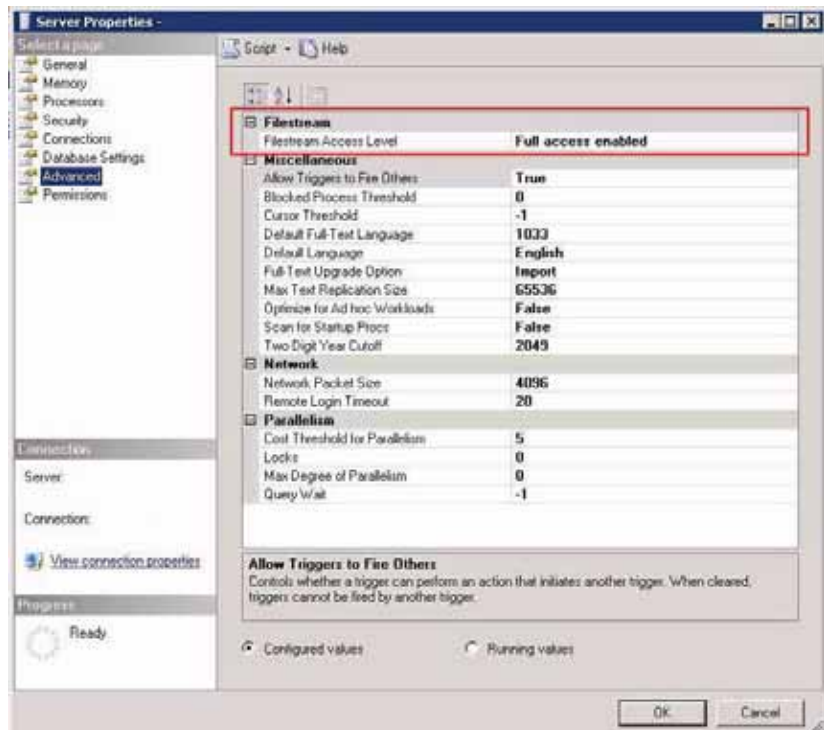 Server Properties -
Select a page
General
Memory
Processors
Security
Connections
Database Settings
Advanced
Permissions
Script
Help
Filestream
Filestream Access Level Full access enabled
Miscellaneous
Allow Triggers to Fire Others True
Blocked Process Threshold 0
Cursor Threshold -1
Default Full-Text Language 1033
Default Language English
Full-Text Upgrade Option Import
Max Text Replication Size 65536
Optimize for Ad hoc Workloads False
Scan for Startup Procs False
Two Digit Year Cutoff 2049
Network
Network Packet Size 4096
Remote Login Timeout 20
Parallelism
Cost Threshold for Parallelism 5
Locks 0
Max Degree of Parallelism 0
Query Wait -1
Connection
Server:
Connection:
View connection properties
Progress
Ready
Allow Triggers to Fire Others
Controls whether a trigger can perform an action that initiates another trigger. When cleared,
triggers cannot be fired by another trigger.
Configured values
Running values
OK
Cancel